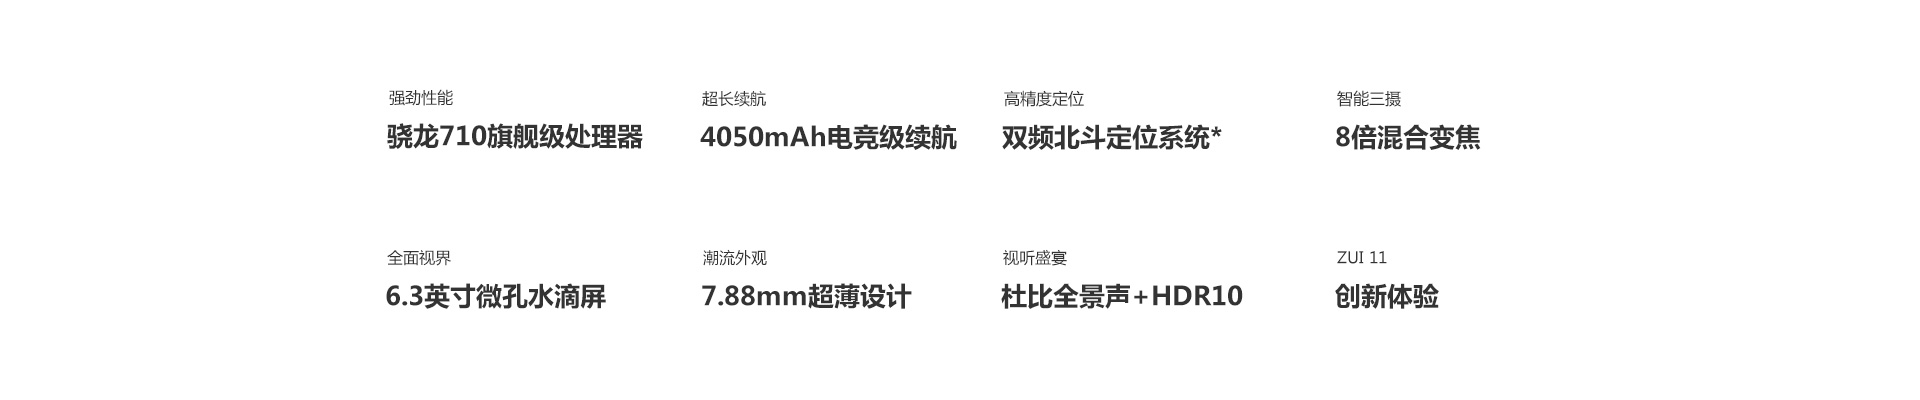 强劲性能
骁龙710旗舰级处理器
超长续航
4050mAh电竞级续航
高精度定位
双频北斗定位系统*
智能三摄
8倍混合变焦
全面视界
6.3英寸微孔水滴屏
潮流外观
7.88mm超薄设计
视听盛宴
杜比全景声+HDR10
ZUI 11
创新体验